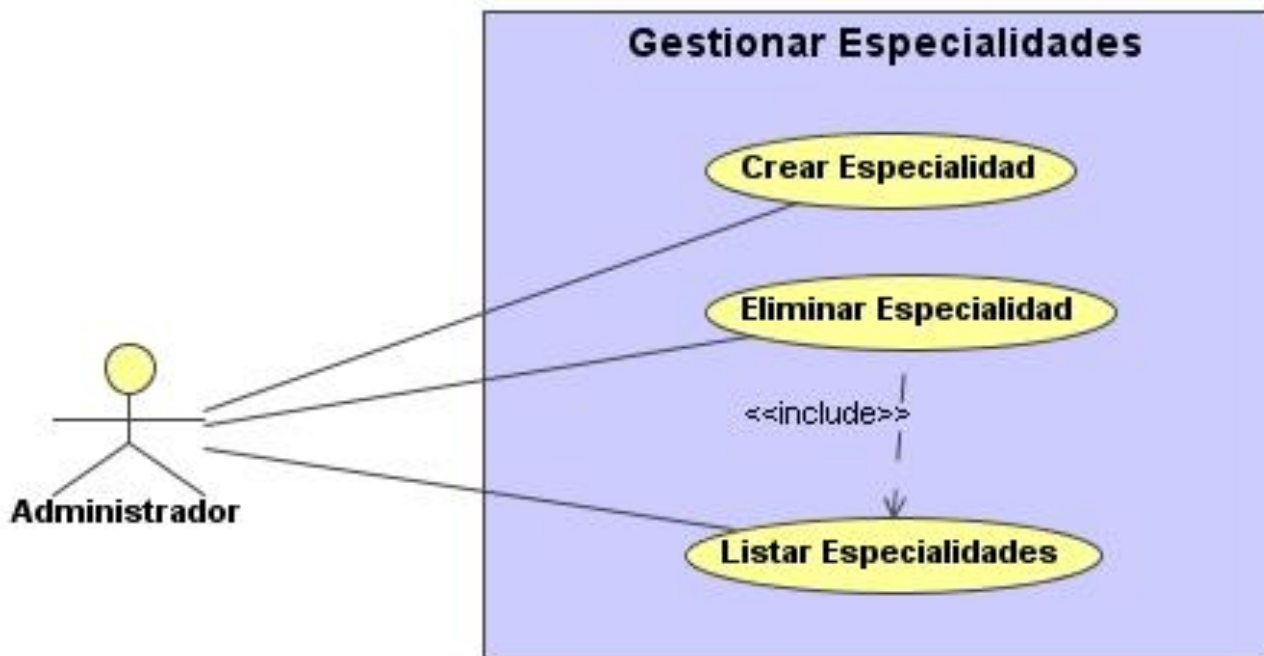 Gestionar Especialidades
Crear Especialidad
Eliminar Especialidad
<<include>>
Administrador
Listar Especialidades